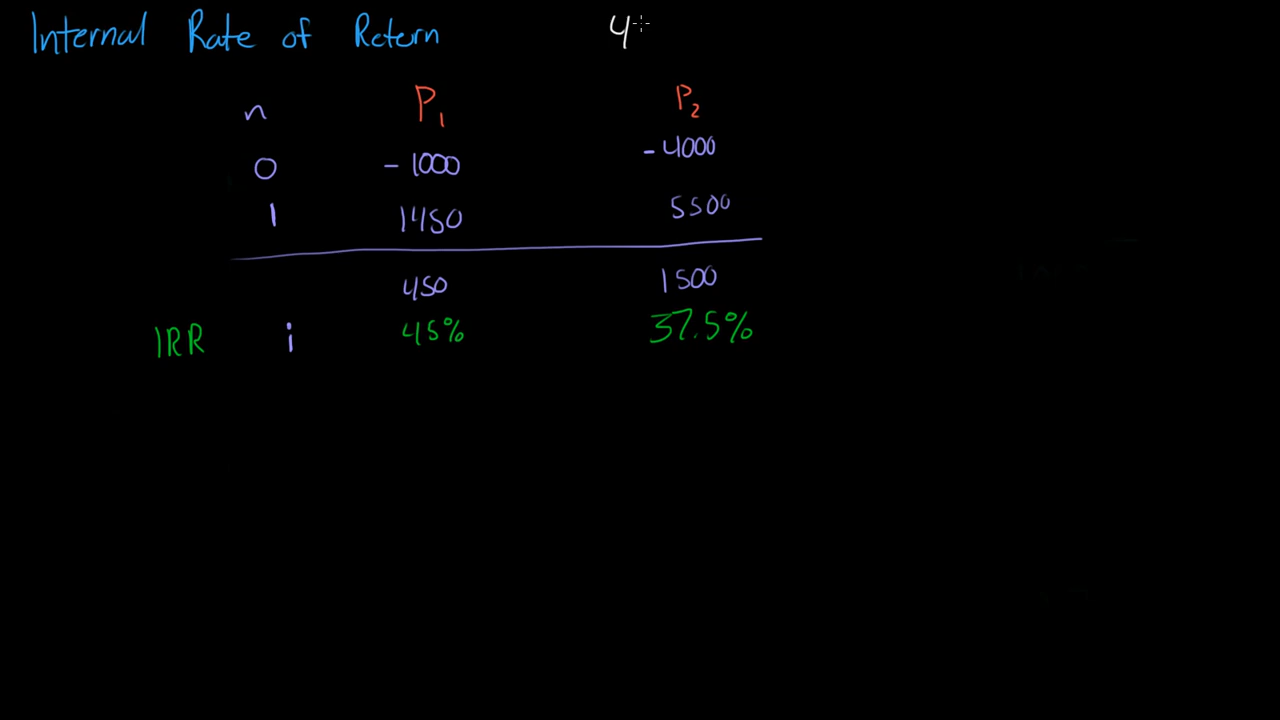 Internal Rate of Return 4
n P1 P2
0 - 1000 - 4000
1 1450 5500
450 1500
IRR i 45% 37.5%